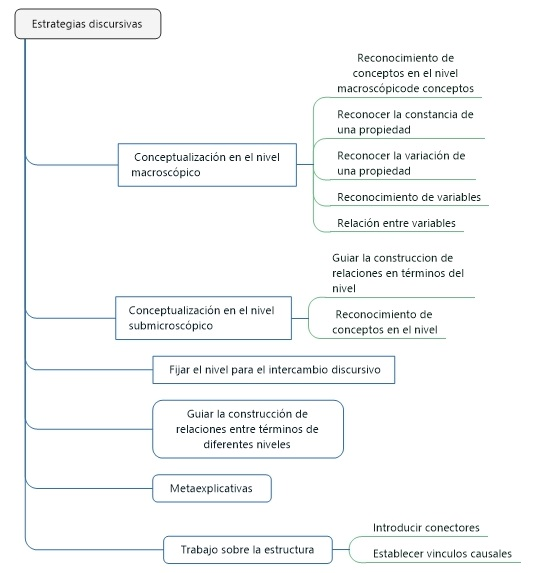 Estrategias discursivas
Conceptualización en el nivel
macroscópico
Reconocimiento de
conceptos en el nivel
macroscópicode conceptos
Reconocer la constancia de
una propiedad
Reconocer la variación de
una propiedad
Reconocimiento de variables
Relación entre variables
Conceptualización en el nivel
submicroscópico
Guiar la construccion de
relaciones en términos del
nivel
Reconocimiento de
conceptos en el nivel
Fijar el nivel para el intercambio discursivo
Guiar la construcción de
relaciones entre términos de
diferentes niveles
Metaexplicativas
Trabajo sobre la estructura
Introducir conectores
Establecer vinculos causales